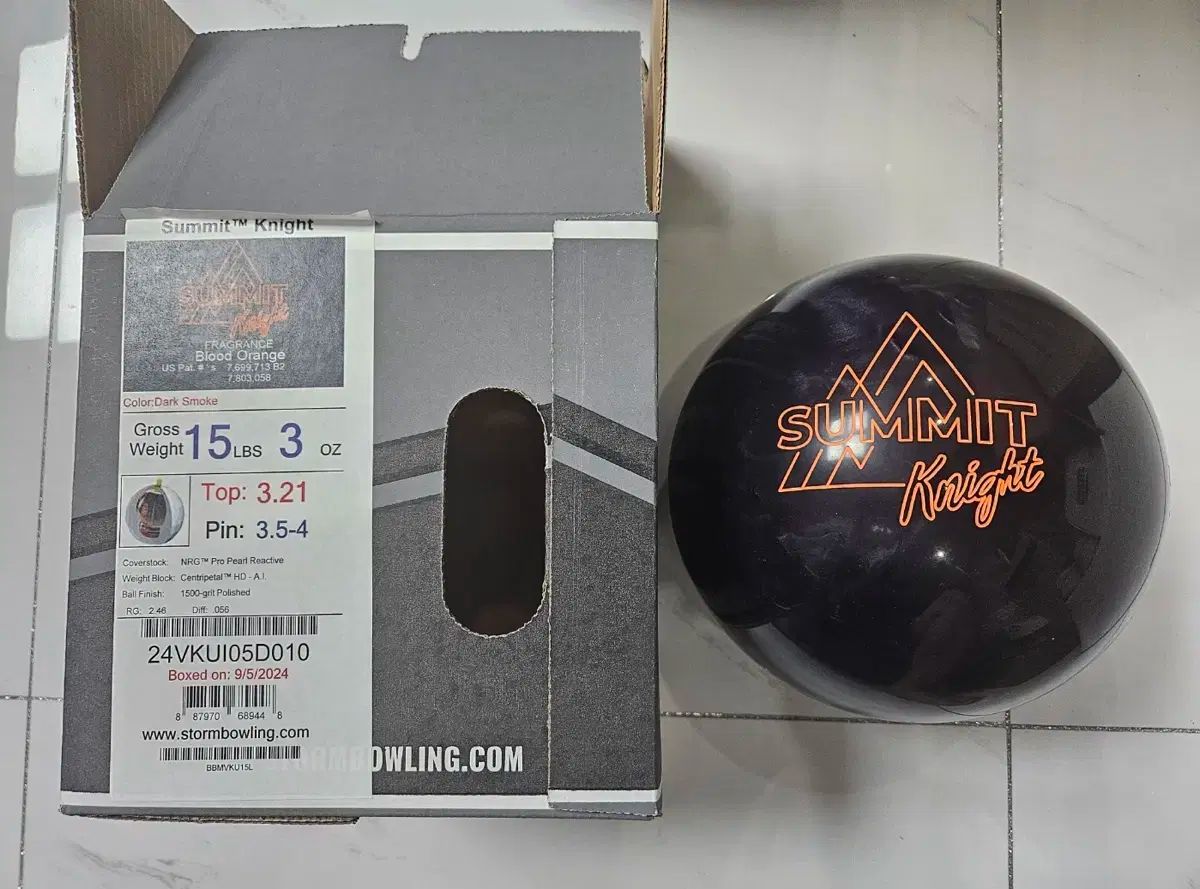 Summit™ Knight
SUMMIT
Knight
FRAGRANCE
Blood Orange
US Pat. # 's 7,699,713 B2
7,803,058
Color:Dark Smoke
Gross Weight 15 LBS 3 OZ
Top: 3.21
Pin: 3.5-4
Coverstock: NRG™ Pro Pearl Reactive
Weight Block: Centripetal™ HD - A.I.
Ball Finish: 1500-grit Polished
RG: 2.46 Diff: .056
24VKUI05D010
Boxed on: 9/5/2024
8 87970 68944 8
www.stormbowling.com
BBMVKU15L
STORMBOWLING.COM
SUMMIT
Knight